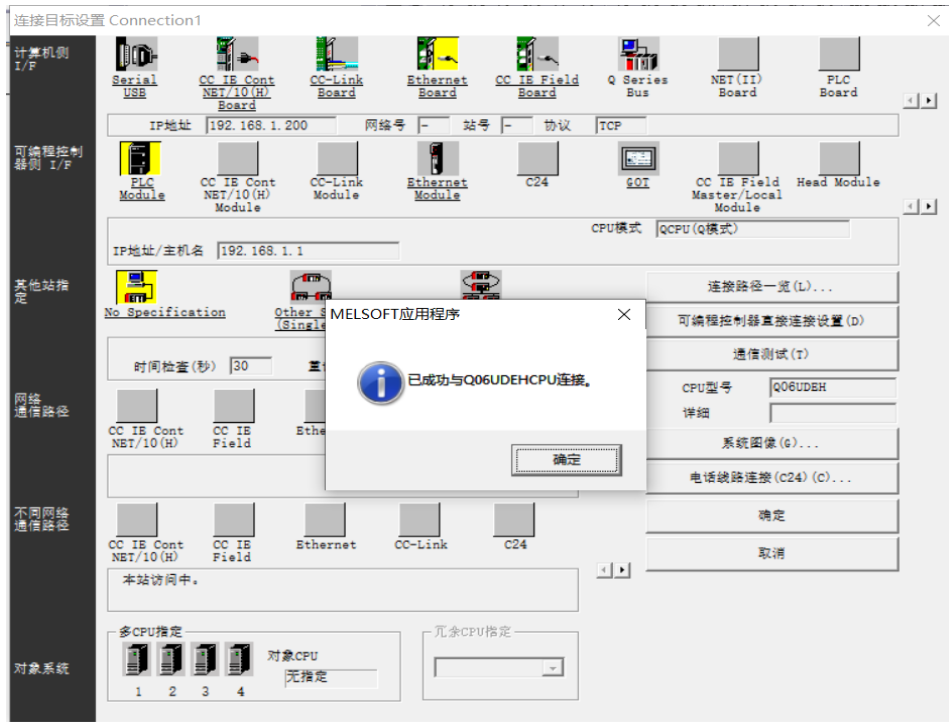 连接目标设置 Connection1
计算机侧
I/F
Serial
USB
CC IE Cont
NET/10(H)
Board
CC-Link
Board
Ethernet
Board
CC IE Field
Board
Q Series
Bus
NET(II)
Board
PLC
Board
IP地址 192.168.1.200 网络号 - 站号 - 协议 TCP
可编程控制
器侧 I/F
PLC
Module
CC IE Cont
NET/10(H)
Module
CC-Link
Module
Ethernet
Module
C24
GOT
CC IE Field
Master/Local
Module
Head Module
CPU模式 QCPU(Q模式)
IP地址/主机名 192.168.1.1
其他站指
定
No Specification
Other
(Single
时间检查(秒) 30
连接路径一览(L)...
可编程控制器直接连接设置(D)
通信测试(T)
CPU型号 Q06UDEH
详细
系统图像(G)...
电话线路连接(C24)(C)...
确定
取消
MELSOFT应用程序
已成功与Q06UDEHCPU连接。
确定
网络
通信路径
CC IE Cont
NET/10(H)
CC IE
Field
Ethe
不同网络
通信路径
CC IE Cont
NET/10(H)
CC IE
Field
Ethernet
CC-Link
C24
本站访问中。
对象系统
多CPU指定
1 2 3 4
对象CPU
无指定
冗余CPU指定